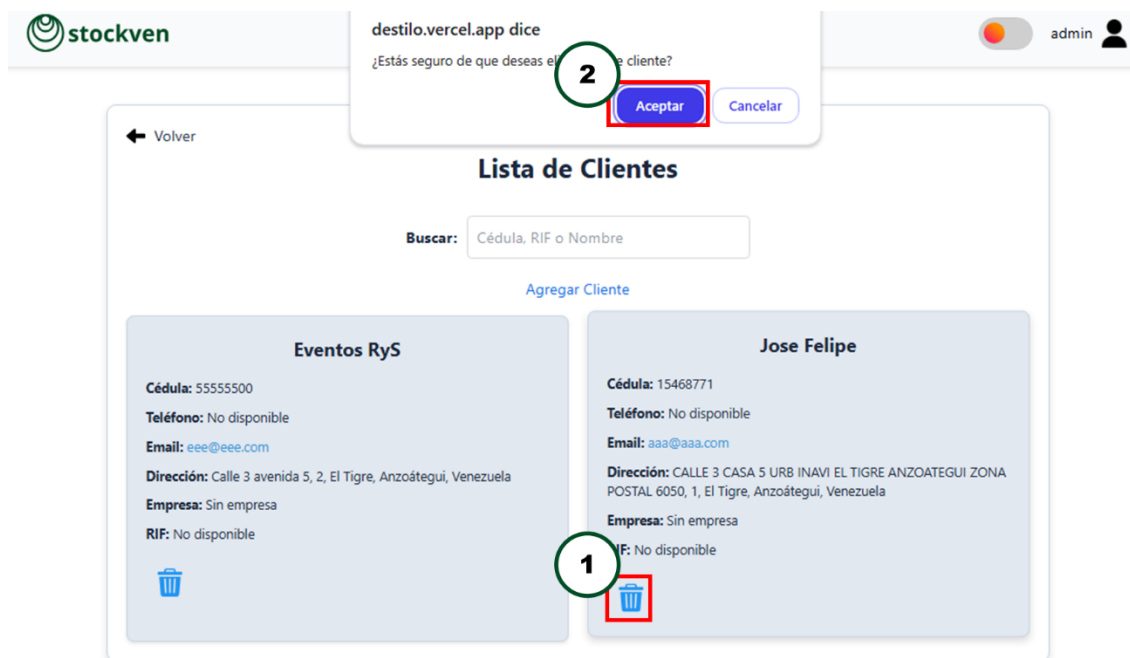 stockven
destilo.vercel.app dice
¿Estás seguro de que deseas eli e cliente?
2
Aceptar
Cancelar
admin
Volver
Lista de Clientes
Buscar:
Cédula, RIF o Nombre
Agregar Cliente
Eventos RyS
Cédula: 55555500
Teléfono: No disponible
Email: eee@eee.com
Dirección: Calle 3 avenida 5, 2, El Tigre, Anzoátegui, Venezuela
Empresa: Sin empresa
RIF: No disponible
Jose Felipe
Cédula: 15468771
Teléfono: No disponible
Email: aaa@aaa.com
Dirección: CALLE 3 CASA 5 URB INAVI EL TIGRE ANZOATEGUI ZONA
POSTAL 6050, 1, El Tigre, Anzoátegui, Venezuela
Empresa: Sin empresa
IF: No disponible
1